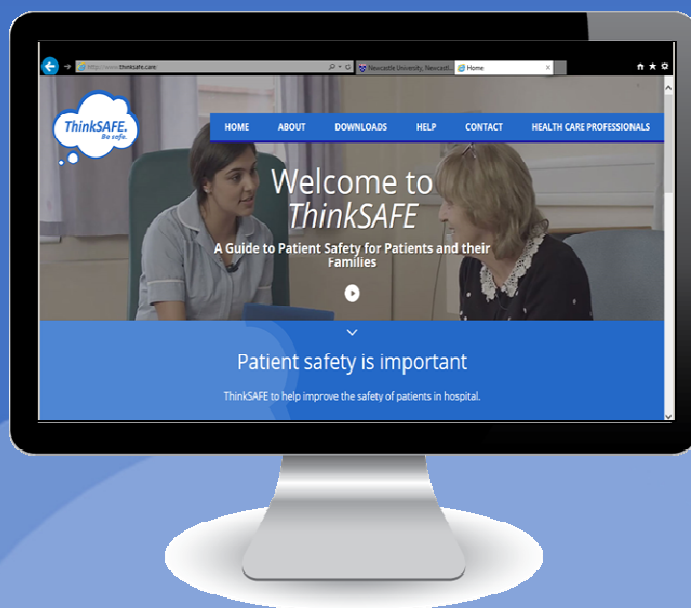 http://www.thinksafe.care
Newcastle University, Newcastl...
Home
ThinkSAFE.
Be safe.
HOME ABOUT DOWNLOADS HELP CONTACT HEALTH CARE PROFESSIONALS
Welcome to
ThinkSAFE
A Guide to Patient Safety for Patients and their
Families
Patient safety is important
ThinkSAFE to help improve the safety of patients in hospital.